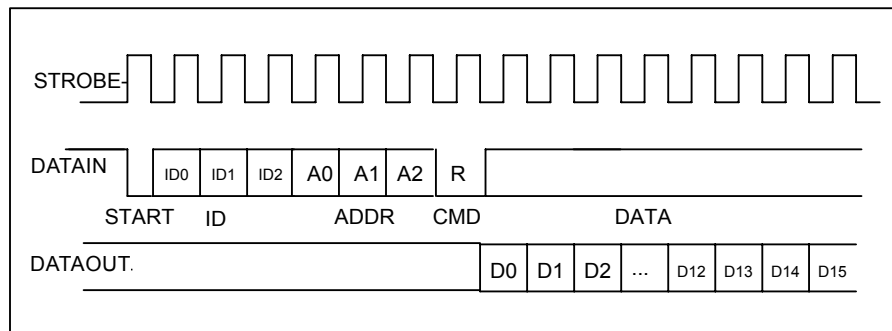 STROBE-
DATAIN ID0 ID1 ID2 A0 A1 A2 R
START ID ADDR CMD DATA
DATAOUT. D0 D1 D2 ... D12 D13 D14 D15